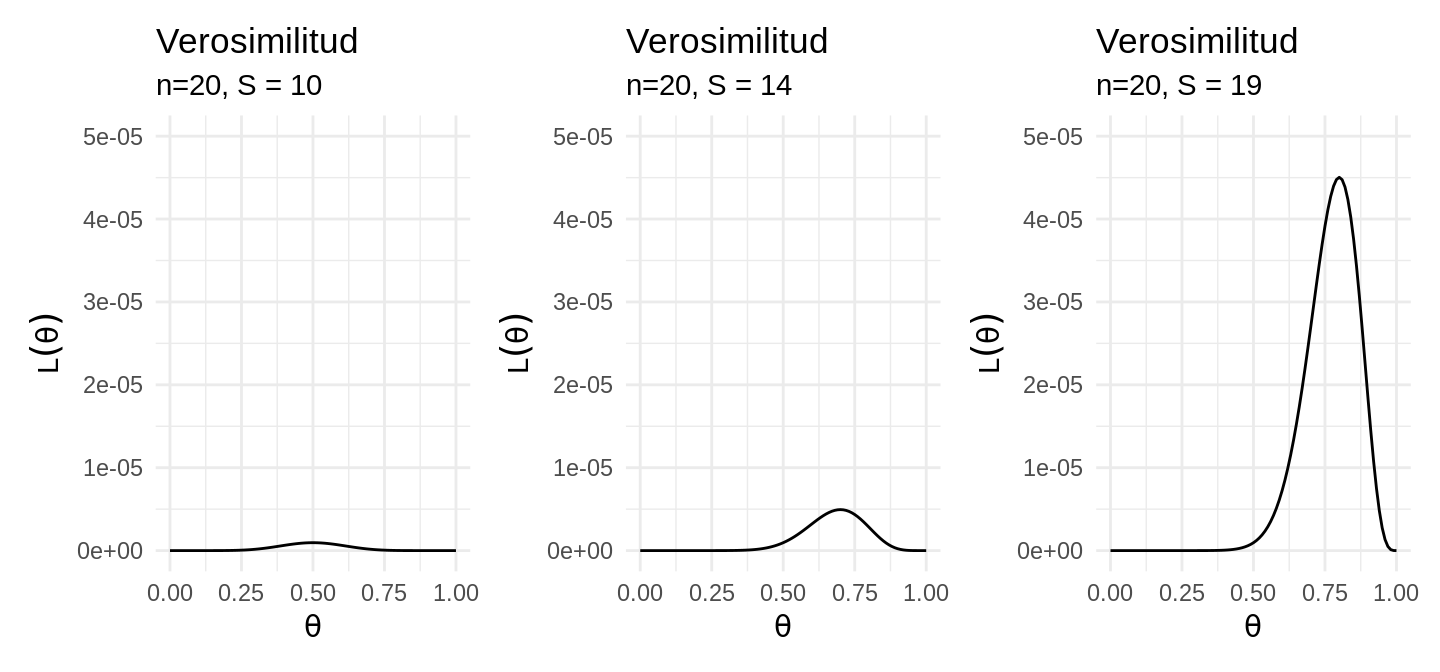 Verosimilitud
n=20, S = 10
5e-05
4e-05
3e-05
2e-05
1e-05
0e+00
L(θ)
0.00 0.25 0.50 0.75 1.00
θ
Verosimilitud
n=20, S = 14
5e-05
4e-05
3e-05
2e-05
1e-05
0e+00
L(θ)
0.00 0.25 0.50 0.75 1.00
θ
Verosimilitud
n=20, S = 19
5e-05
4e-05
3e-05
2e-05
1e-05
0e+00
L(θ)
0.00 0.25 0.50 0.75 1.00
θ